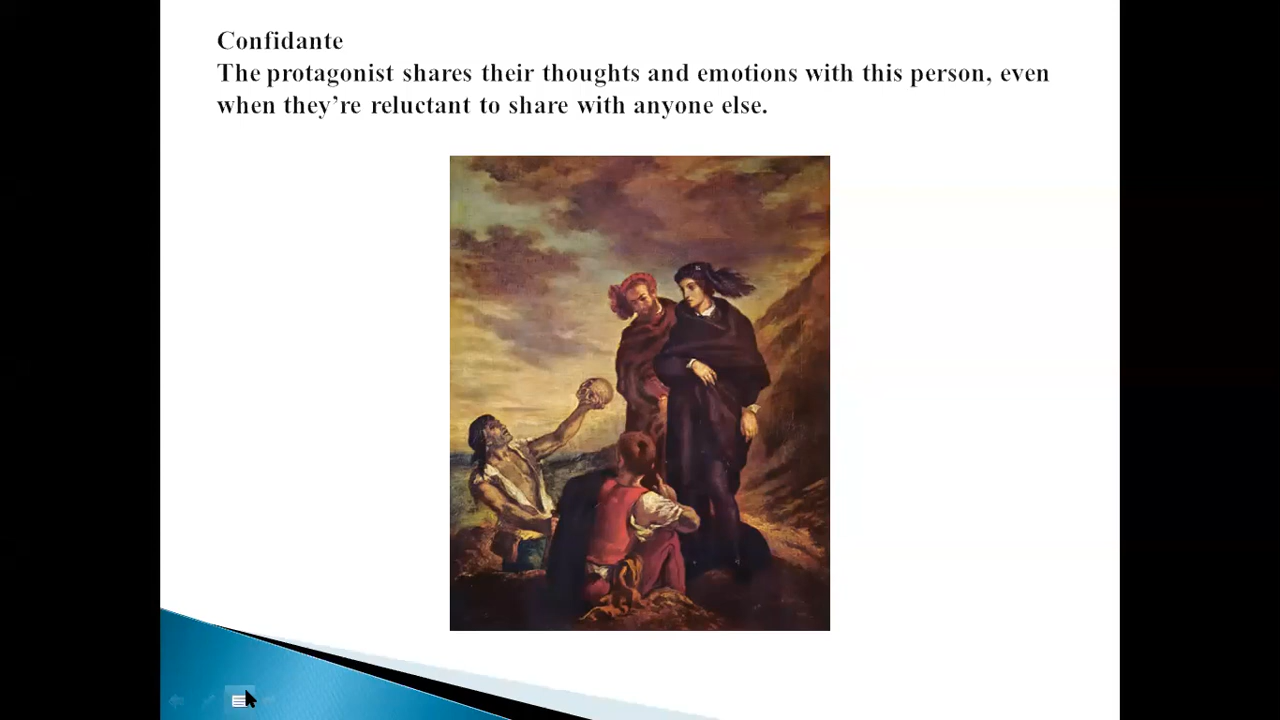 Confidante
The protagonist shares their thoughts and emotions with this person, even
when they’re reluctant to share with anyone else.